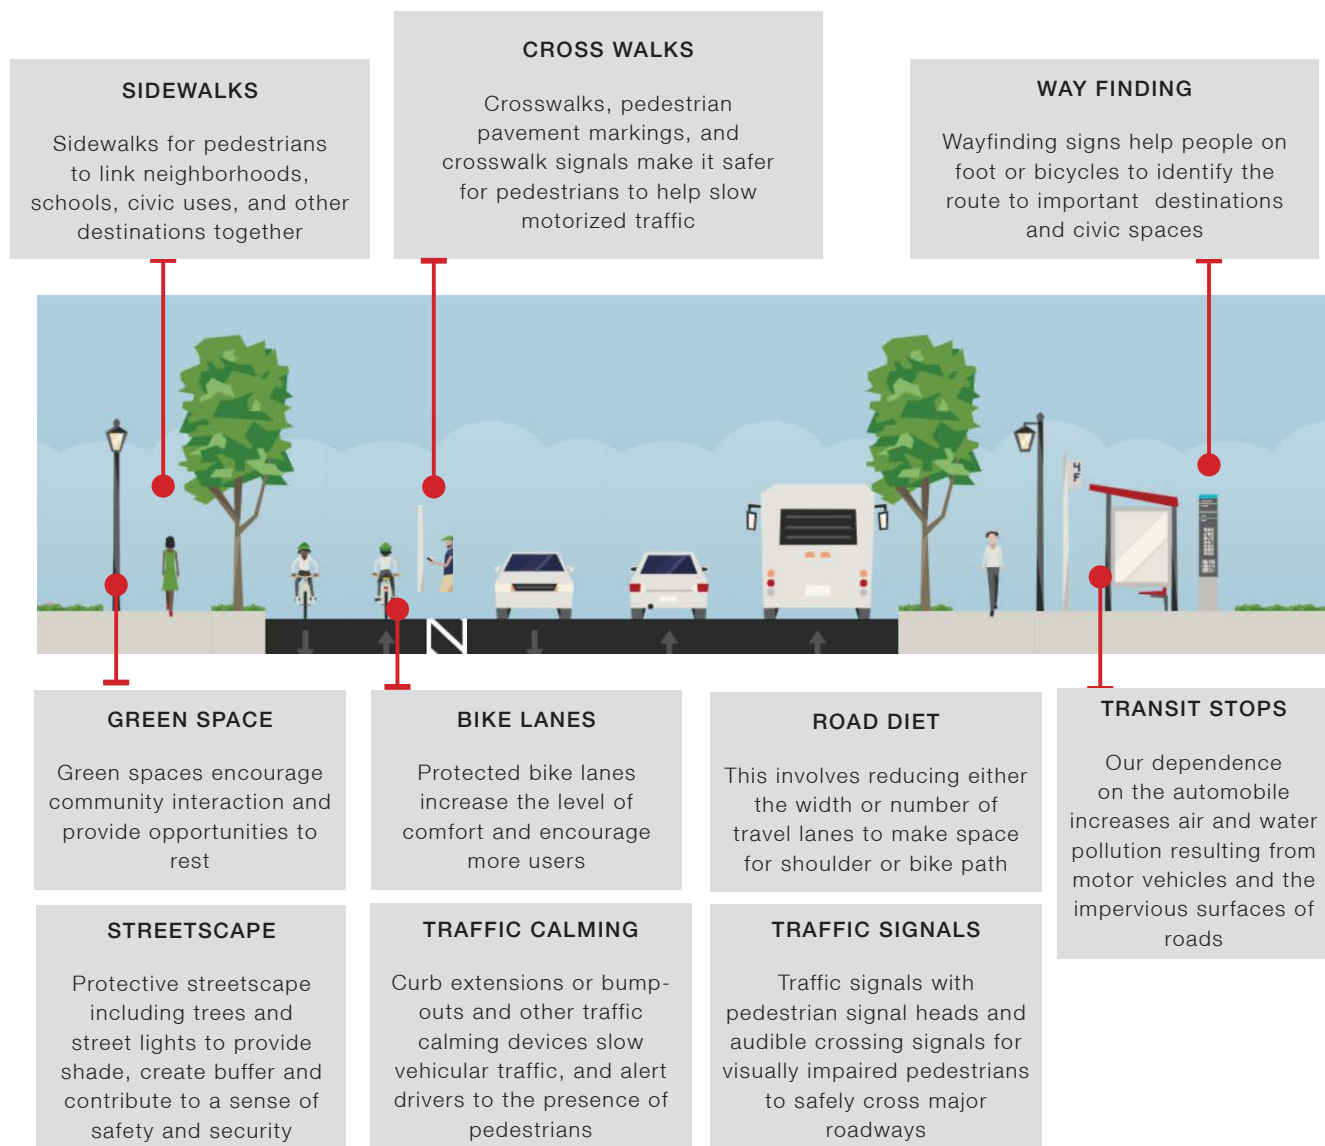 SIDEWALKS
Sidewalks for pedestrians
to link neighborhoods,
schools, civic uses, and other
destinations together
CROSS WALKS
Crosswalks, pedestrian
pavement markings, and
crosswalk signals make it safer
for pedestrians to help slow
motorized traffic
WAY FINDING
Wayfinding signs help people on
foot or bicycles to identify the
route to important  destinations
and civic spaces
GREEN SPACE
Green spaces encourage
community interaction and
provide opportunities to
rest
BIKE LANES
Protected bike lanes
increase the level of
comfort and encourage
more users
ROAD DIET
This involves reducing either
the width or number of
travel lanes to make space
for shoulder or bike path
TRANSIT STOPS
Our dependence
on the automobile
increases air and water
pollution resulting from
motor vehicles and the
impervious surfaces of
roads
STREETSCAPE
Protective streetscape
including trees and
street lights to provide
shade, create buffer and
contribute to a sense of
safety and security
TRAFFIC CALMING
Curb extensions or bump-
outs and other traffic
calming devices slow
vehicular traffic, and alert
drivers to the presence of
pedestrians
TRAFFIC SIGNALS
Traffic signals with
pedestrian signal heads and
audible crossing signals for
visually impaired pedestrians
to safely cross major
roadways